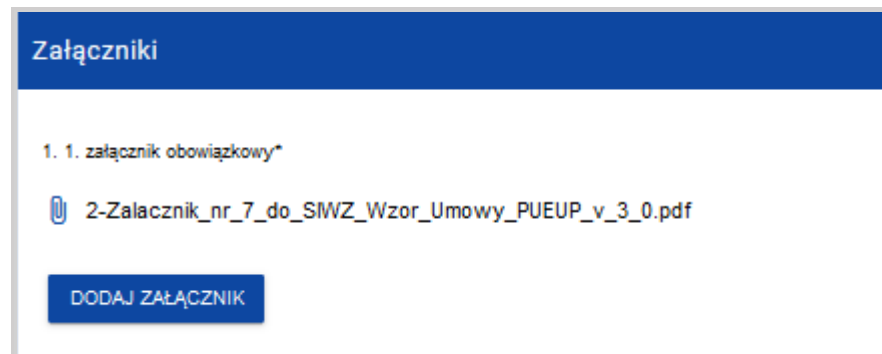 Załączniki
1. 1. załącznik obowiązkowy*
2-Zalacznik_nr_7_do_SIWZ_Wzor_Umowy_PUEUP_v_3_0.pdf
DODAJ ZAŁĄCZNIK